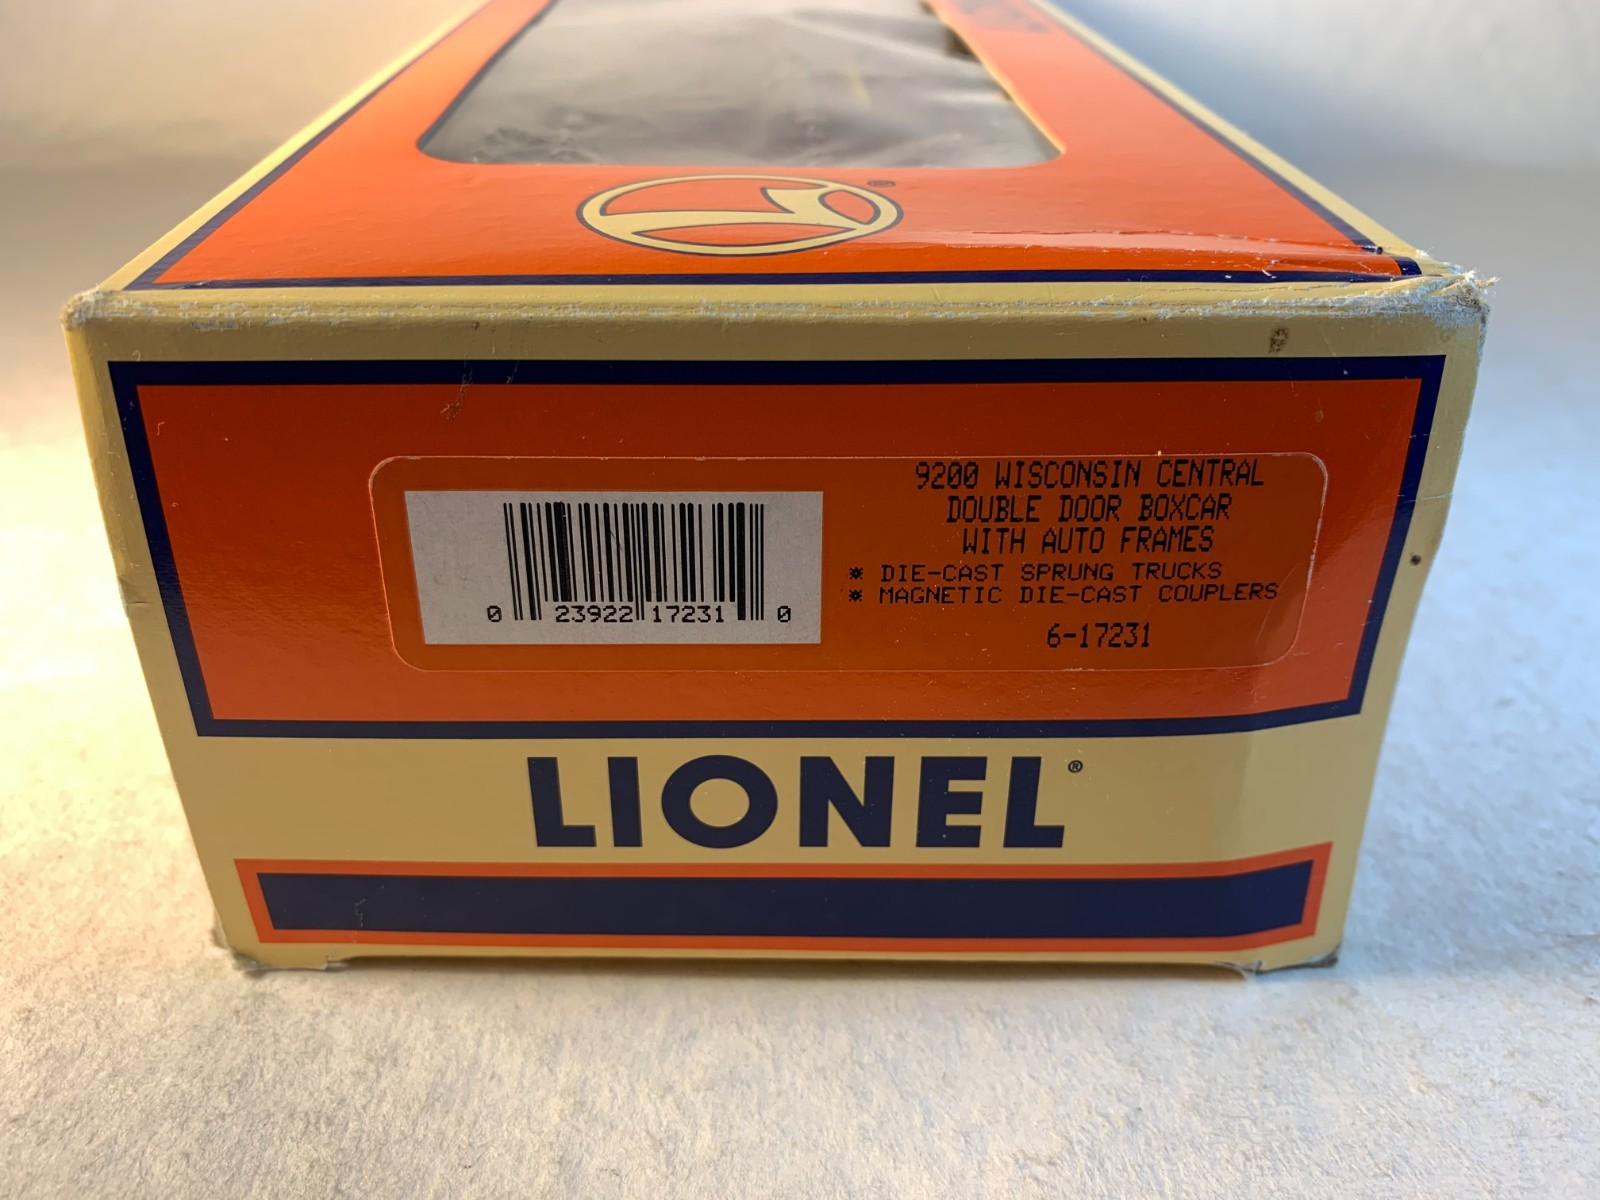 ®
9200 WISCONSIN CENTRAL
DOUBLE DOOR BOXCAR
WITH AUTO FRAMES
* DIE-CAST SPRUNG TRUCKS
* MAGNETIC DIE-CAST COUPLERS
6-17231
0 23922 17231 0
LIONEL®